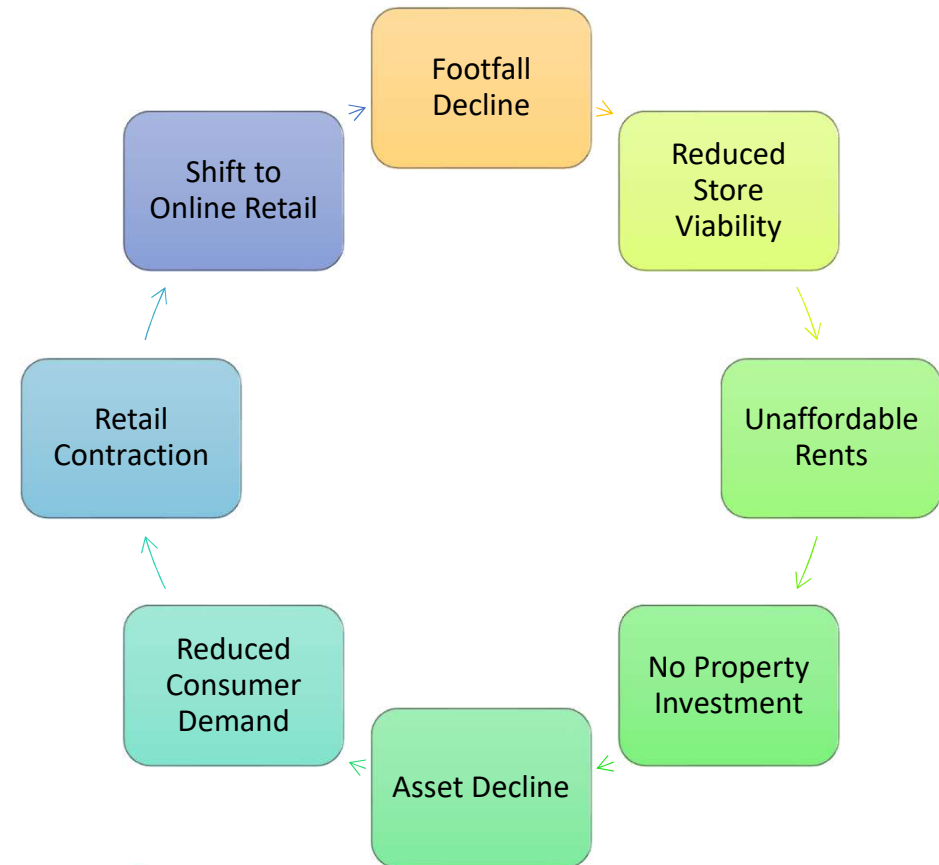 Footfall
Decline
Reduced
Store
Viability
Unaffordable
Rents
No Property
Investment
Asset Decline
Reduced
Consumer
Demand
Retail
Contraction
Shift to
Online Retail